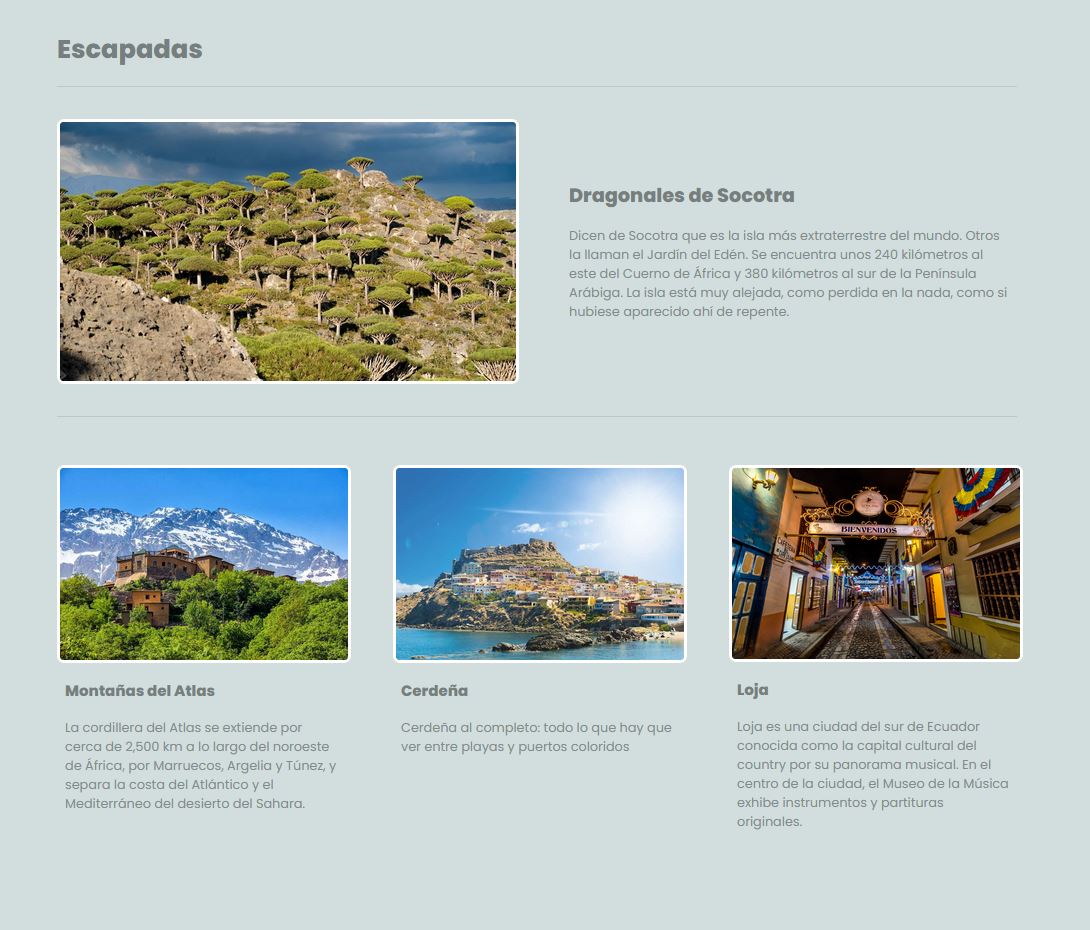 Escapadas
Dragonales de Socotra
Dicen de Socotra que es la isla más extraterrestre del mundo. Otros
la llaman el Jardín del Edén. Se encuentra unos 240 kilómetros al
este del Cuerno de África y 380 kilómetros al sur de la Península
Arábiga. La isla está muy alejada, como perdida en la nada, como si
hubiese aparecido ahí de repente.
BIENVENIDOS
Montañas del Atlas
La cordillera del Atlas se extiende por
cerca de 2,500 km a lo largo del noroeste
de África, por Marruecos, Argelia y Túnez, y
separa la costa del Atlántico y el
Mediterráneo del desierto del Sahara.
Cerdeña
Cerdeña al completo: todo lo que hay que
ver entre playas y puertos coloridos
Loja
Loja es una ciudad del sur de Ecuador
conocida como la capital cultural del
country por su panorama musical. En el
centro de la ciudad, el Museo de la Música
exhibe instrumentos y partituras
originales.